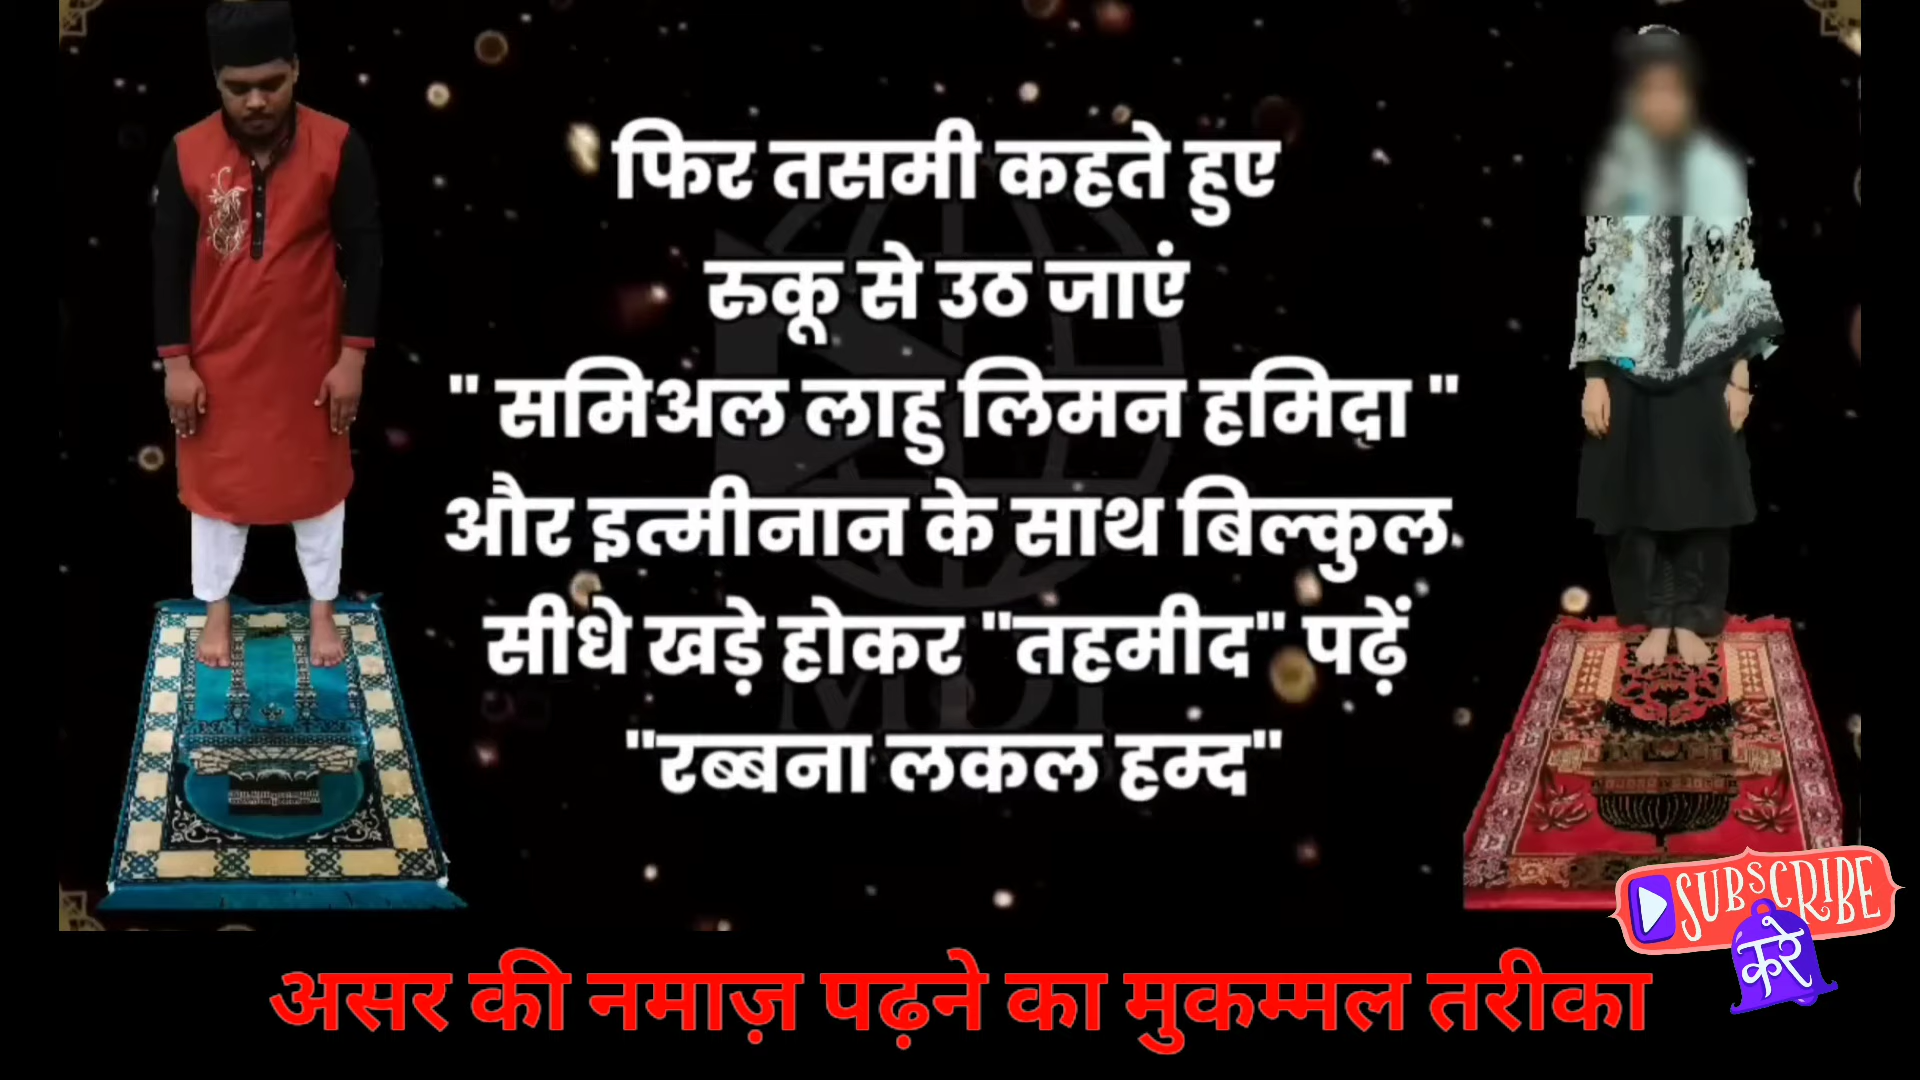 फिर तसमी कहते हुए
रुकू से उठ जाएं
" समिअल लाहु लिमन हमिदा "
और इत्मीनान के साथ बिल्कुल
सीधे खड़े होकर "तहमीद" पढ़ें
"रब्बना लकल हम्द"
MDI
SUBSCRIBE
करे
असर की नमाज़ पढ़ने का मुकम्मल तरीका